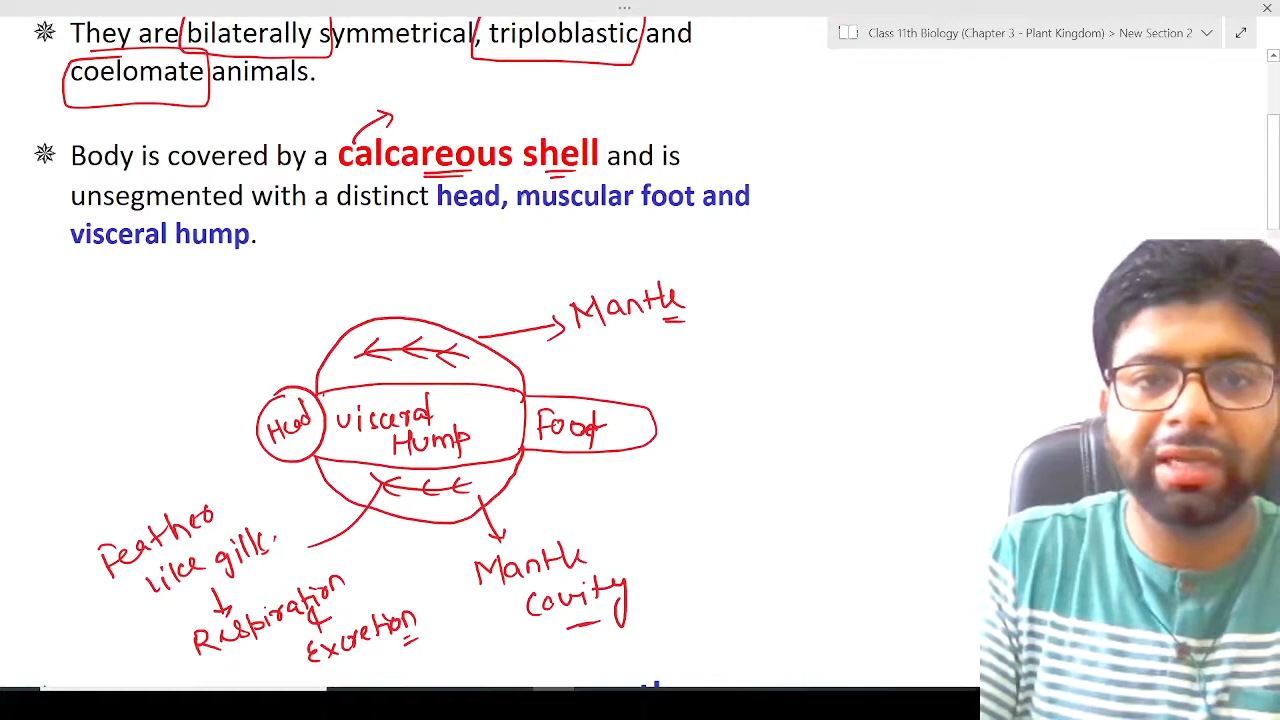 Class 11th Biology (Chapter 3 - Plant Kingdom) > New Section 2
They are bilaterally symmetrical, triploblastic and
coelomate animals.
Body is covered by a calcareous shell and is
unsegmented with a distinct head, muscular foot and
visceral hump.
Mantle
Head
visceral
Hump
Foot
Feather
like gills.
Respiration
+
Excretion
Mantle
Cavity